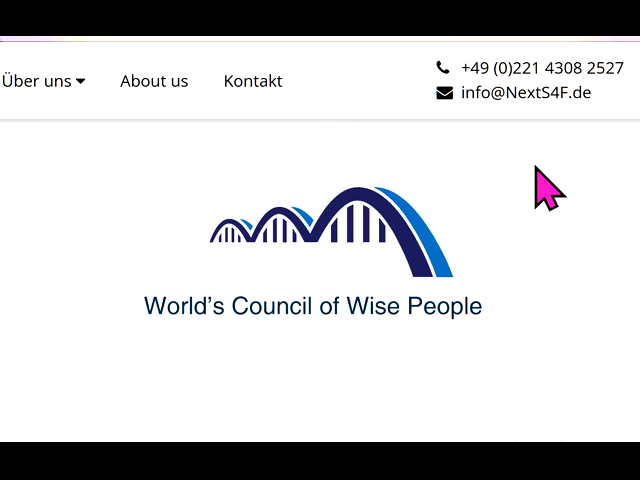 Über uns
About us
Kontakt
+49 (0)221 4308 2527
info@NextS4F.de
World's Council of Wise People